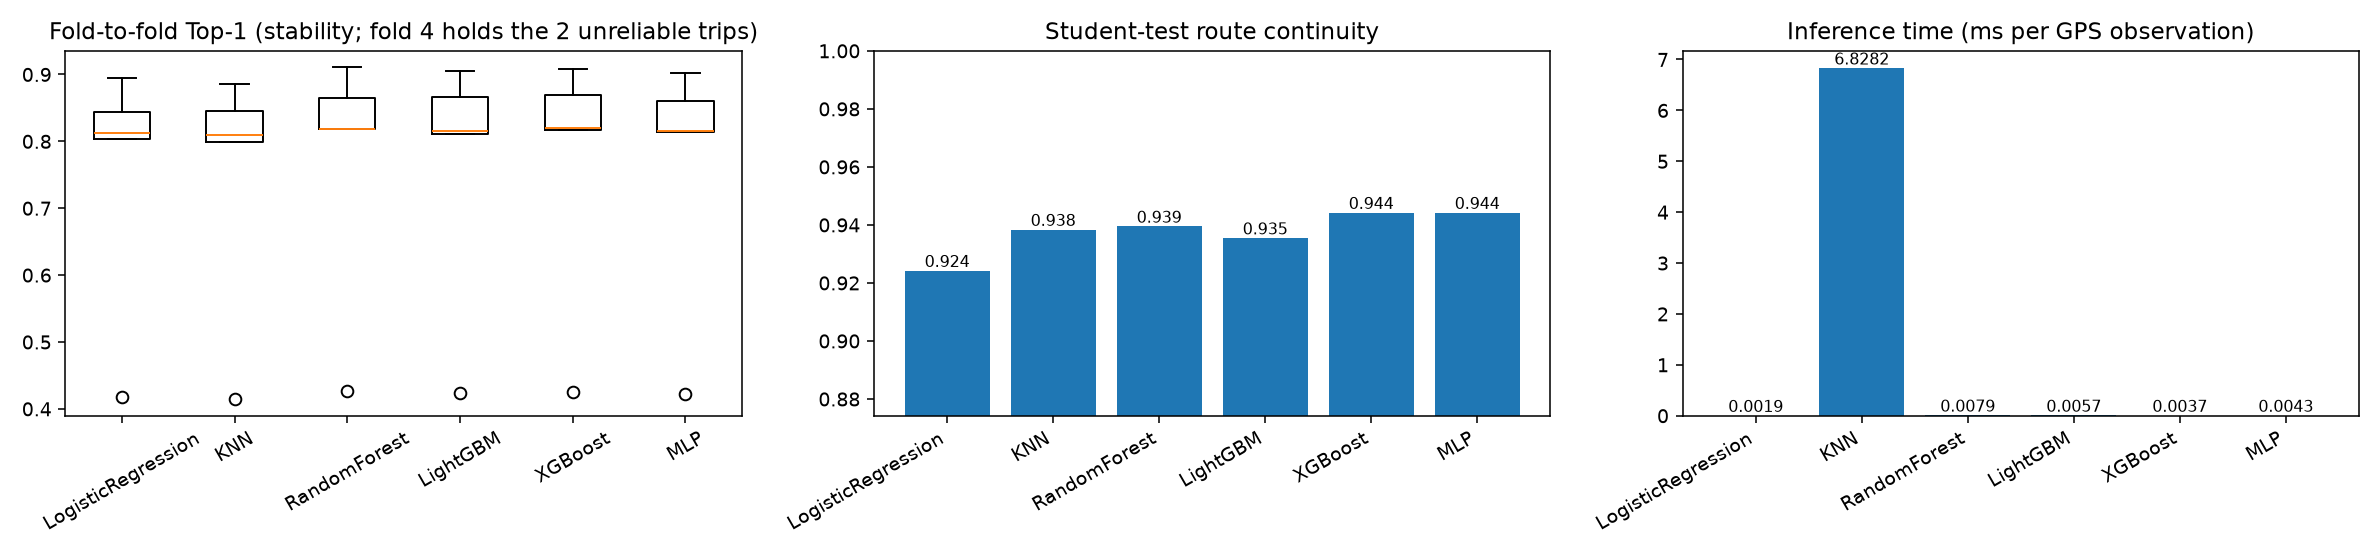 Fold-to-fold Top-1 (stability; fold 4 holds the 2 unreliable trips)
0.9
0.8
0.7
0.6
0.5
0.4
LogisticRegression
KNN
RandomForest
LightGBM
XGBoost
MLP
Student-test route continuity
1.00
0.98
0.96
0.94
0.92
0.90
0.88
0.924
0.938
0.939
0.935
0.944
0.944
LogisticRegression
KNN
RandomForest
LightGBM
XGBoost
MLP
Inference time (ms per GPS observation)
7
6
5
4
3
2
1
0
0.0019
6.8282
0.0079
0.0057
0.0037
0.0043
LogisticRegression
KNN
RandomForest
LightGBM
XGBoost
MLP